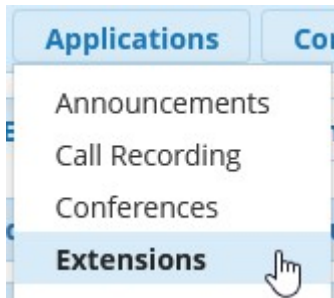 Applications
Announcements
Call Recording
Conferences
Extensions